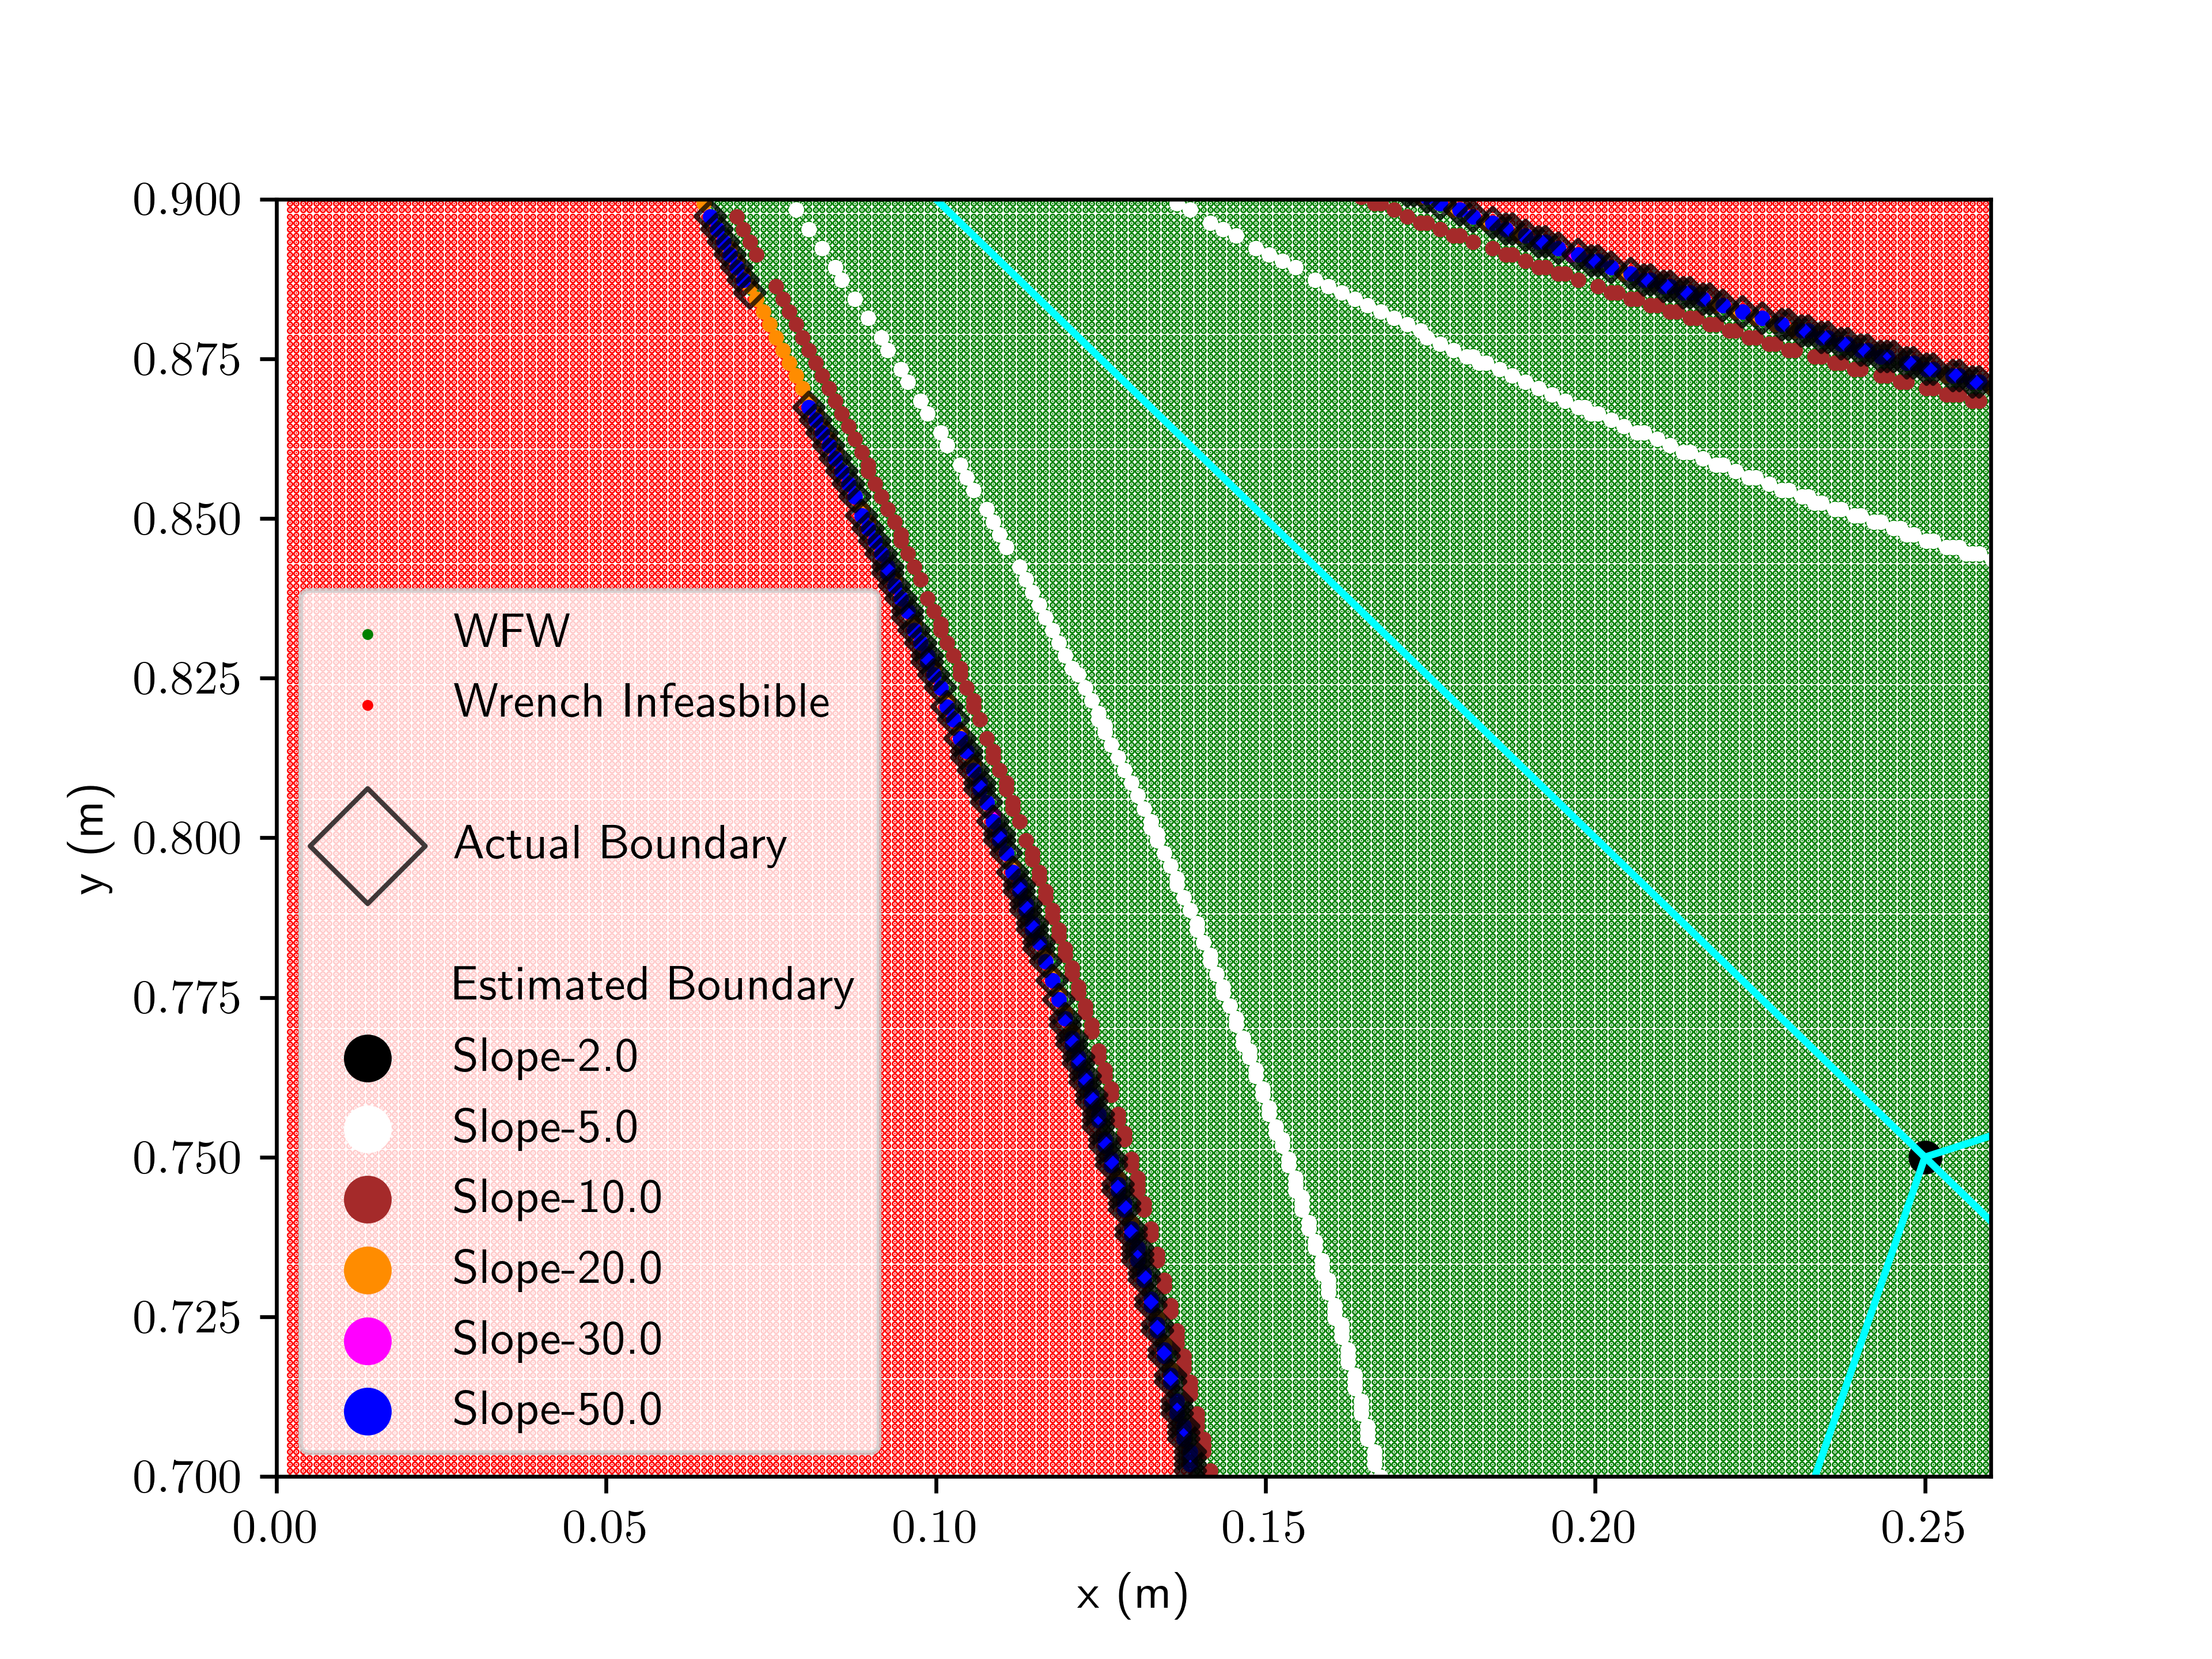 0.900
0.875
0.850
0.825
0.800
0.775
0.750
0.725
0.700
y (m)
WFW
Wrench Infeasbible
Actual Boundary
Estimated Boundary
Slope-2.0
Slope-5.0
Slope-10.0
Slope-20.0
Slope-30.0
Slope-50.0
0.00 0.05 0.10 0.15 0.20 0.25
x (m)